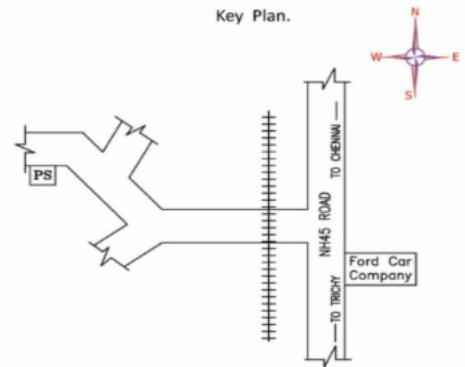 Key Plan.
N
W E
S
TO CHENNAI
PS
NH45 ROAD
Ford Car
Company
TO TRICHY